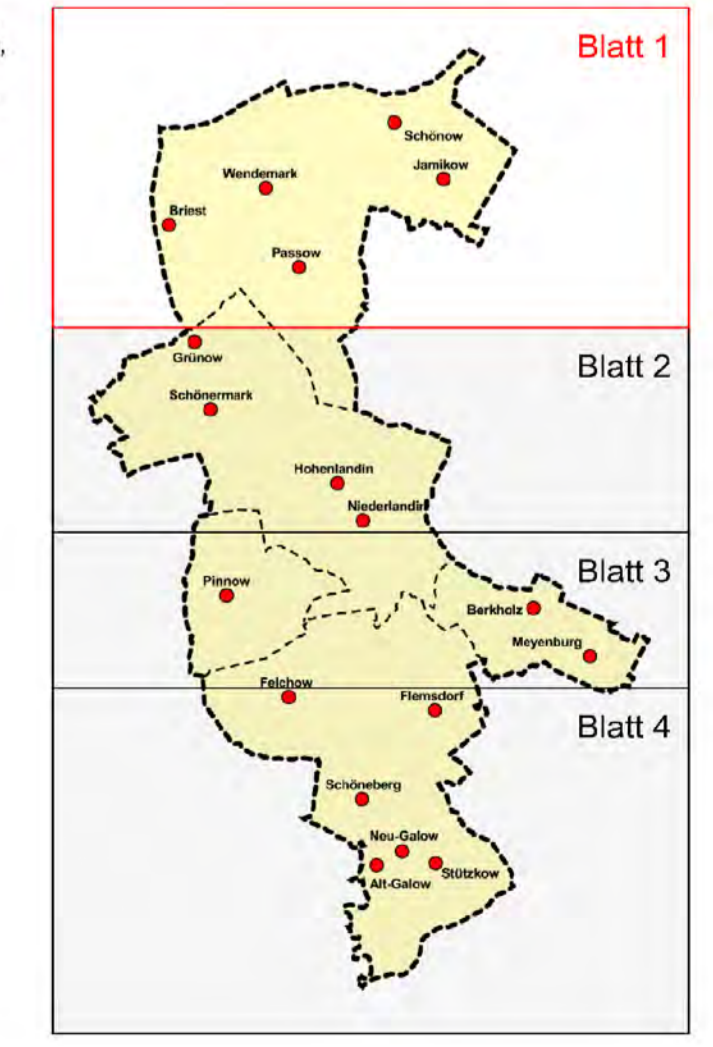 ,
Blatt 1
Schönow
Jamikow
Wendemark
Briest
Passow
Blatt 2
Grünow
Schönermark
Hohenlandin
Niederlandin
Blatt 3
Pinnow
Berkholz
Meyenburg
Felchow
Flemsdorf
Blatt 4
Schöneberg
Neu-Galow
Stützkow
Alt-Galow